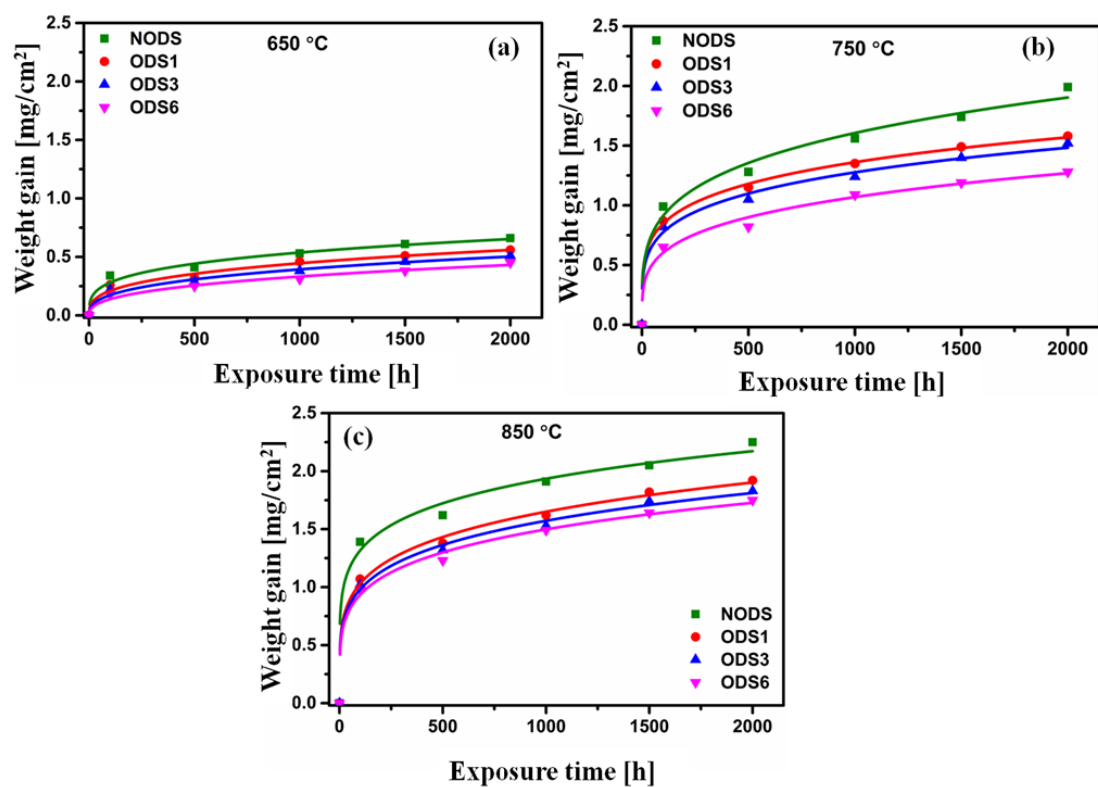 (a)
650 °C
NODS
ODS1
ODS3
ODS6
Weight gain [mg/cm²]
2.5
2.0
1.5
1.0
0.5
0.0
0 500 1000 1500 2000
Exposure time [h]
(b)
750 °C
NODS
ODS1
ODS3
ODS6
Weight gain [mg/cm²]
2.5
2.0
1.5
1.0
0.5
0.0
0 500 1000 1500 2000
Exposure time [h]
(c)
850 °C
Weight gain [mg/cm²]
2.5
2.0
1.5
1.0
0.5
0.0
NODS
ODS1
ODS3
ODS6
0 500 1000 1500 2000
Exposure time [h]